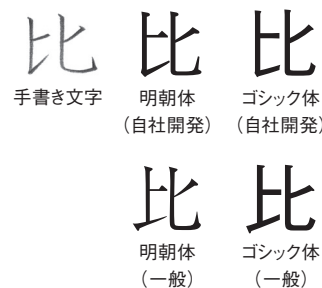 比 比 比
手書き文字 明朝体 ゴシック体
（自社開発） （自社開発）
比 比
明朝体 ゴシック体
（一般） （一般）